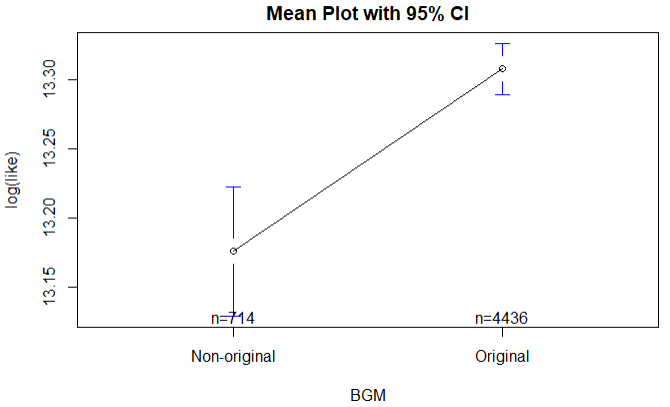 Mean Plot with 95% CI
log(like)
13.30
13.25
13.20
13.15
n=714
n=4436
Non-original
Original
BGM